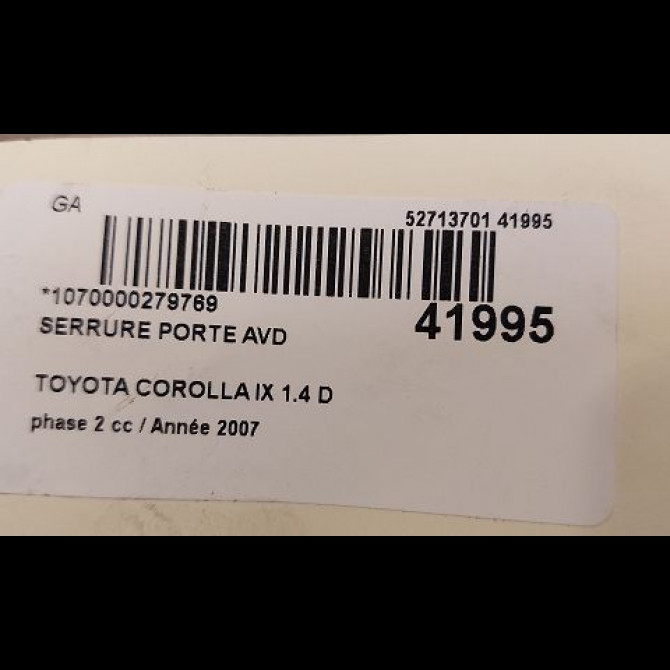 GA
52713701 41995
*1070000279769
41995
SERRURE PORTE AVD
TOYOTA COROLLA IX 1.4 D
phase 2 cc / Année 2007